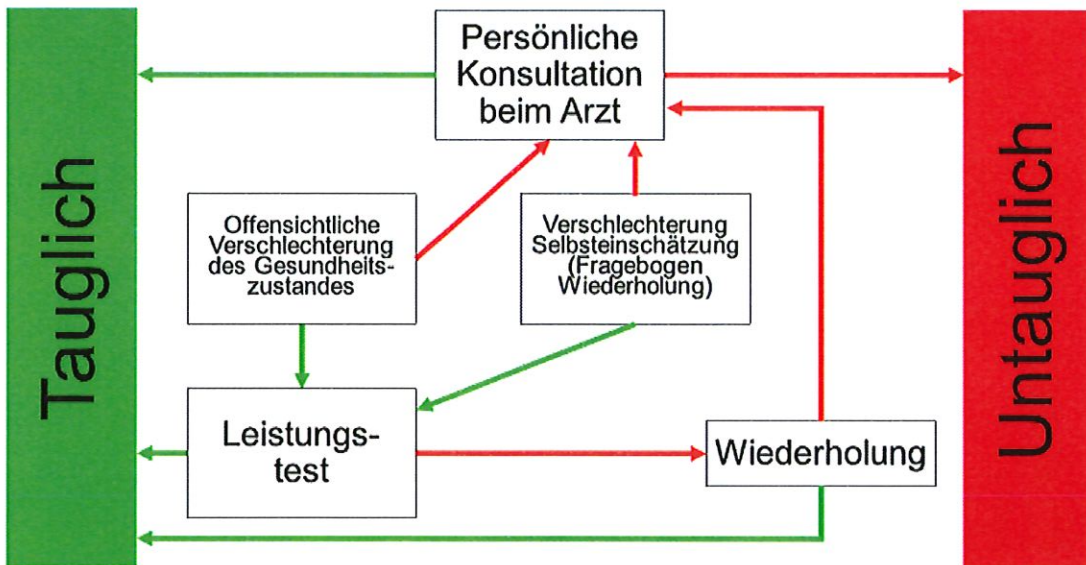 Tauglich
Persönliche
Konsultation
beim Arzt
Untauglich
Offensichtliche
Verschlechterung
des Gesundheits-
zustandes
Verschlechterung
Selbsteinschätzung
(Fragebogen
Wiederholung)
Leistungs-
test
Wiederholung